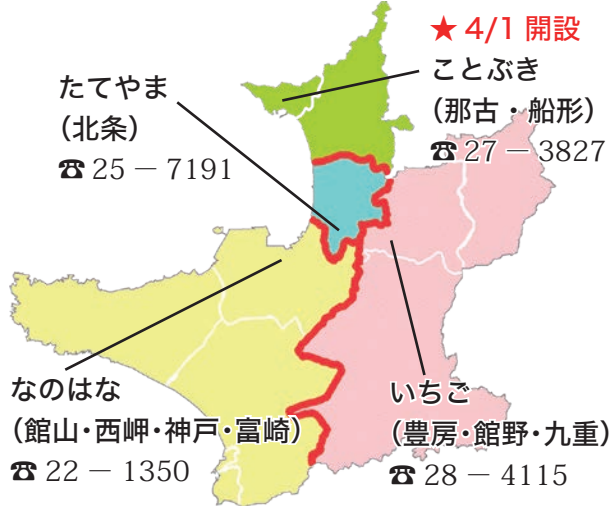 ★ 4/1 開設
ことぶき
（那古・船形）
☎ 27 − 3827
たてやま
（北条）
☎ 25 − 7191
なのはな
（館山・西岬・神戸・富崎）
☎ 22 − 1350
いちご
（豊房・館野・九重）
☎ 28 − 4115